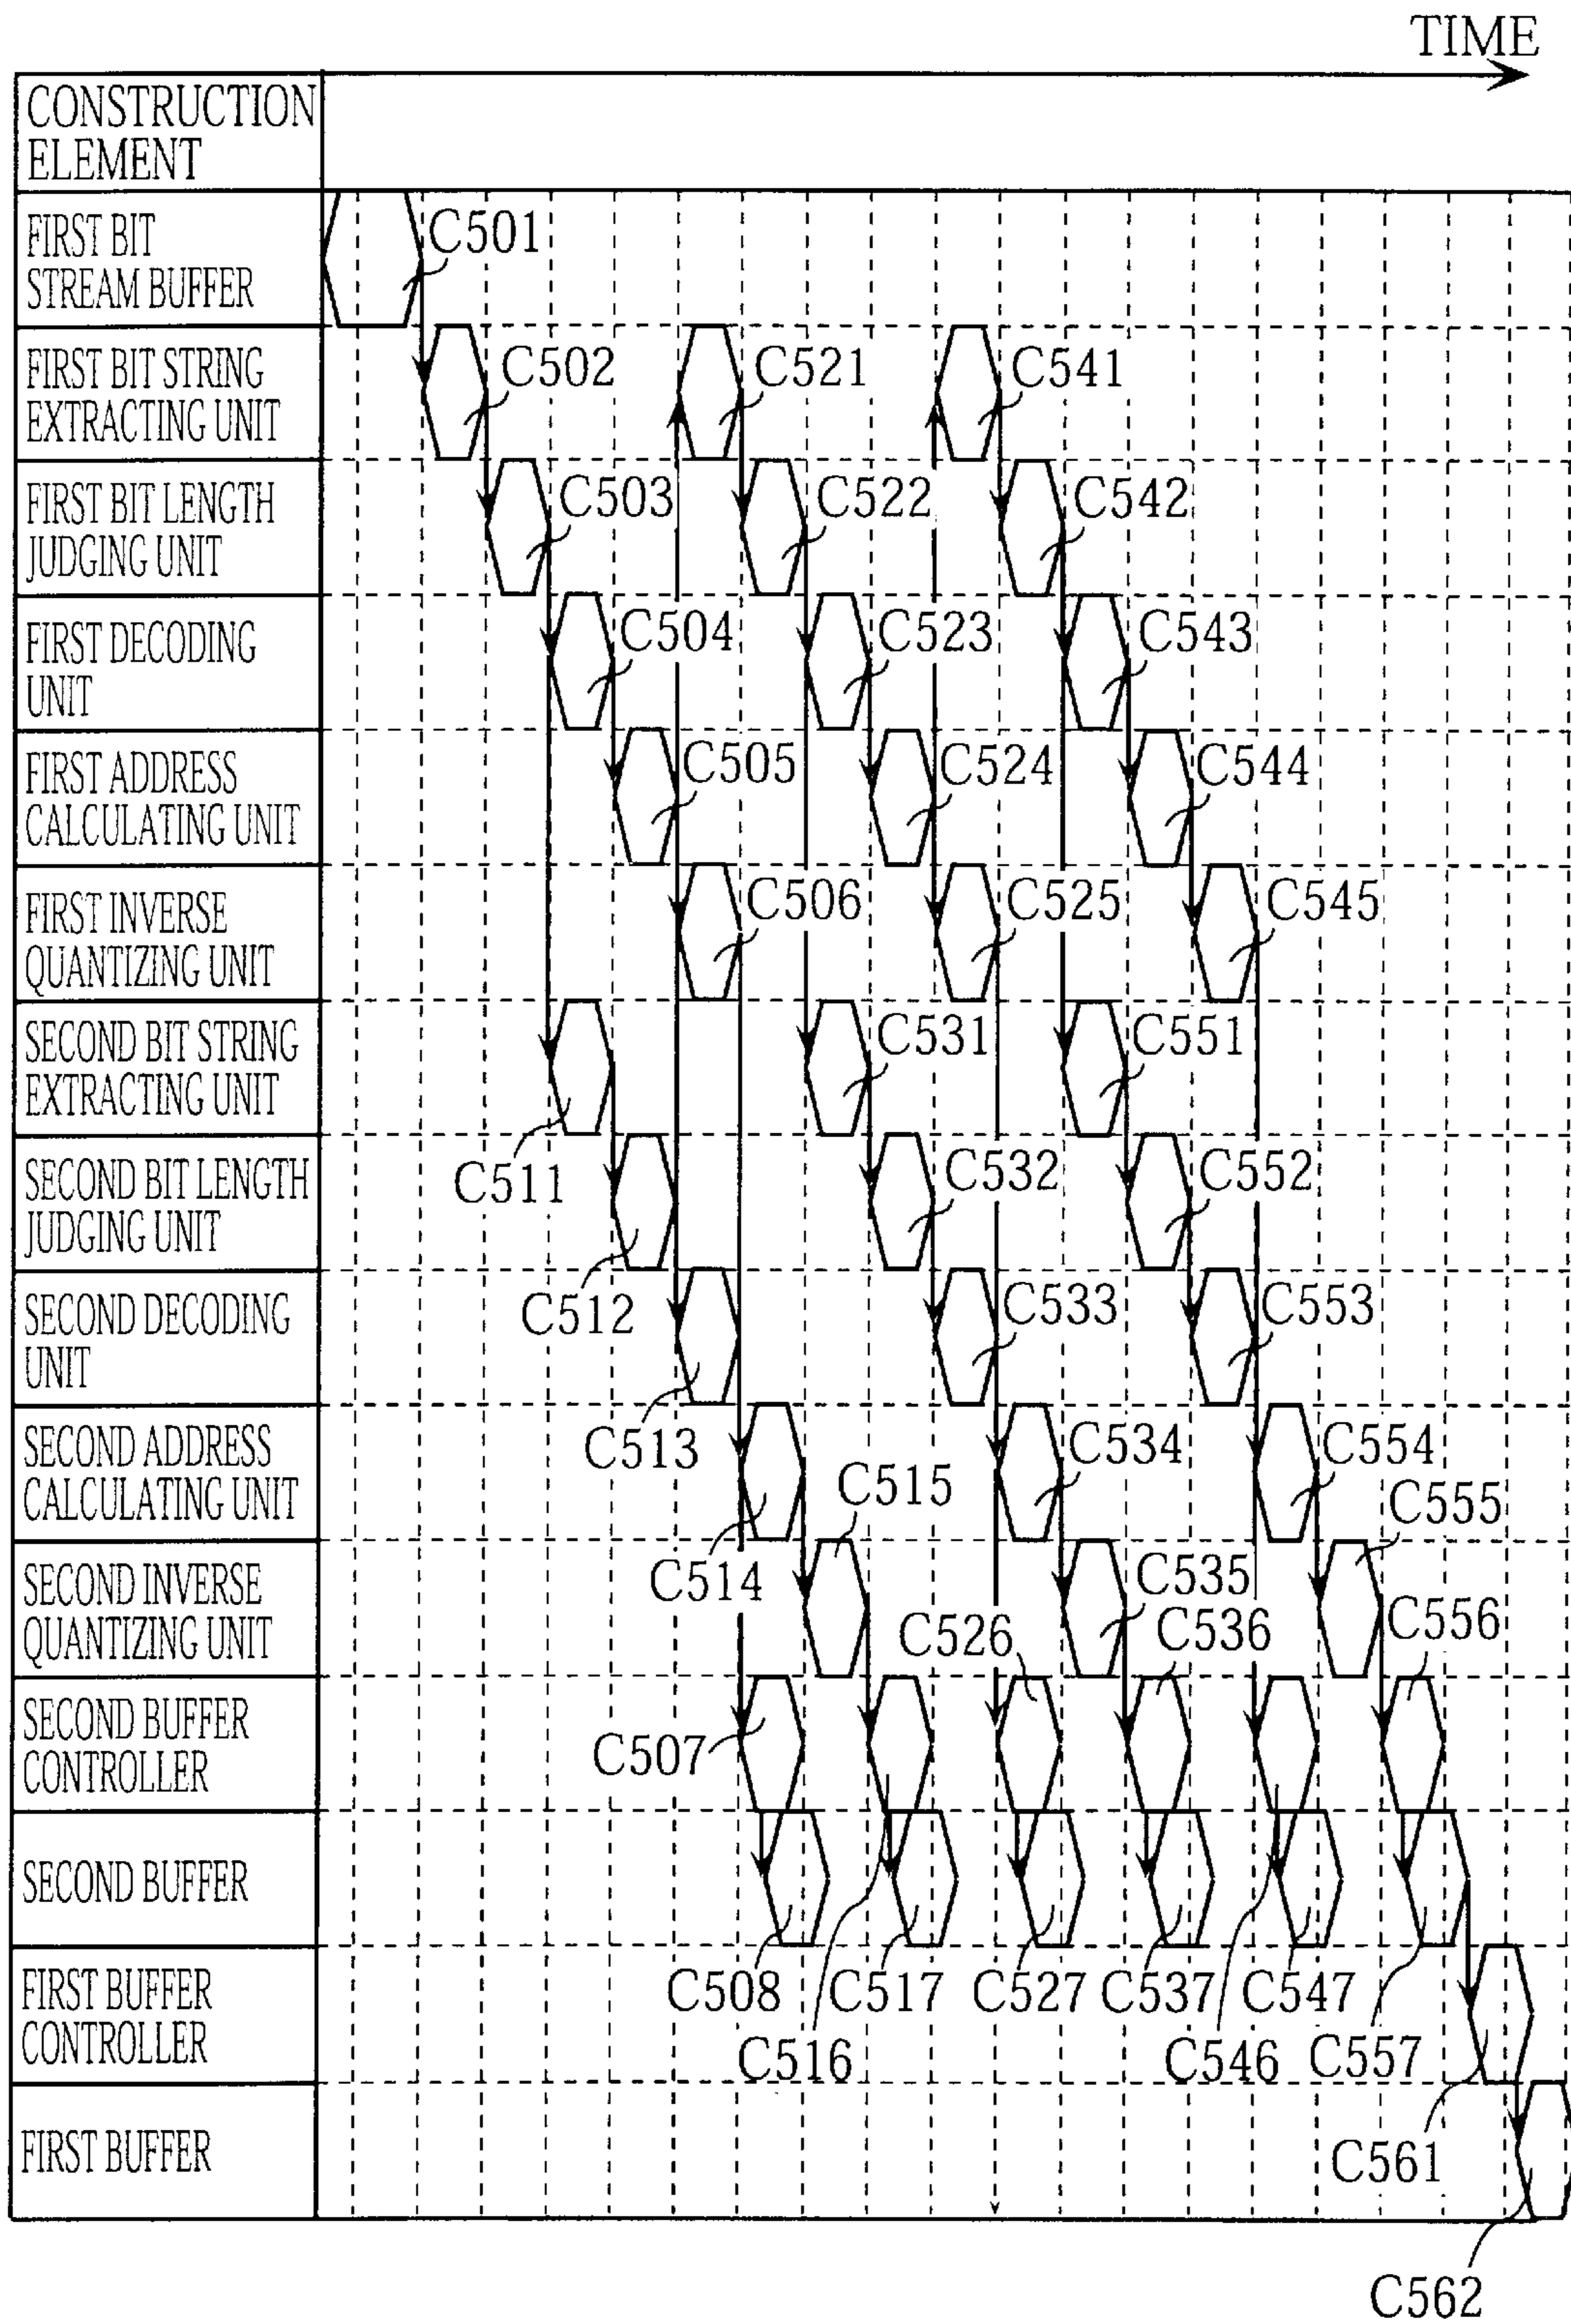 TIME
CONSTRUCTION
ELEMENT
FIRST BIT
STREAM BUFFER
C501
FIRST BIT STRING
EXTRACTING UNIT
C502
C521
C541
FIRST BIT LENGTH
JUDGING UNIT
C503
C522
C542
FIRST DECODING
UNIT
C504
C523
C543
FIRST ADDRESS
CALCULATING UNIT
C505
C524
C544
FIRST INVERSE
QUANTIZING UNIT
C506
C525
C545
SECOND BIT STRING
EXTRACTING UNIT
C531
C551
C511
SECOND BIT LENGTH
JUDGING UNIT
C532
C552
C512
SECOND DECODING
UNIT
C533
C553
C513
SECOND ADDRESS
CALCULATING UNIT
C515
C534
C554
C555
C514
SECOND INVERSE
QUANTIZING UNIT
C535
C526
C536
C556
SECOND BUFFER
CONTROLLER
C507
SECOND BUFFER
C508
C517
C527
C537
C547
FIRST BUFFER
CONTROLLER
C516
C546
C557
FIRST BUFFER
C561
C562